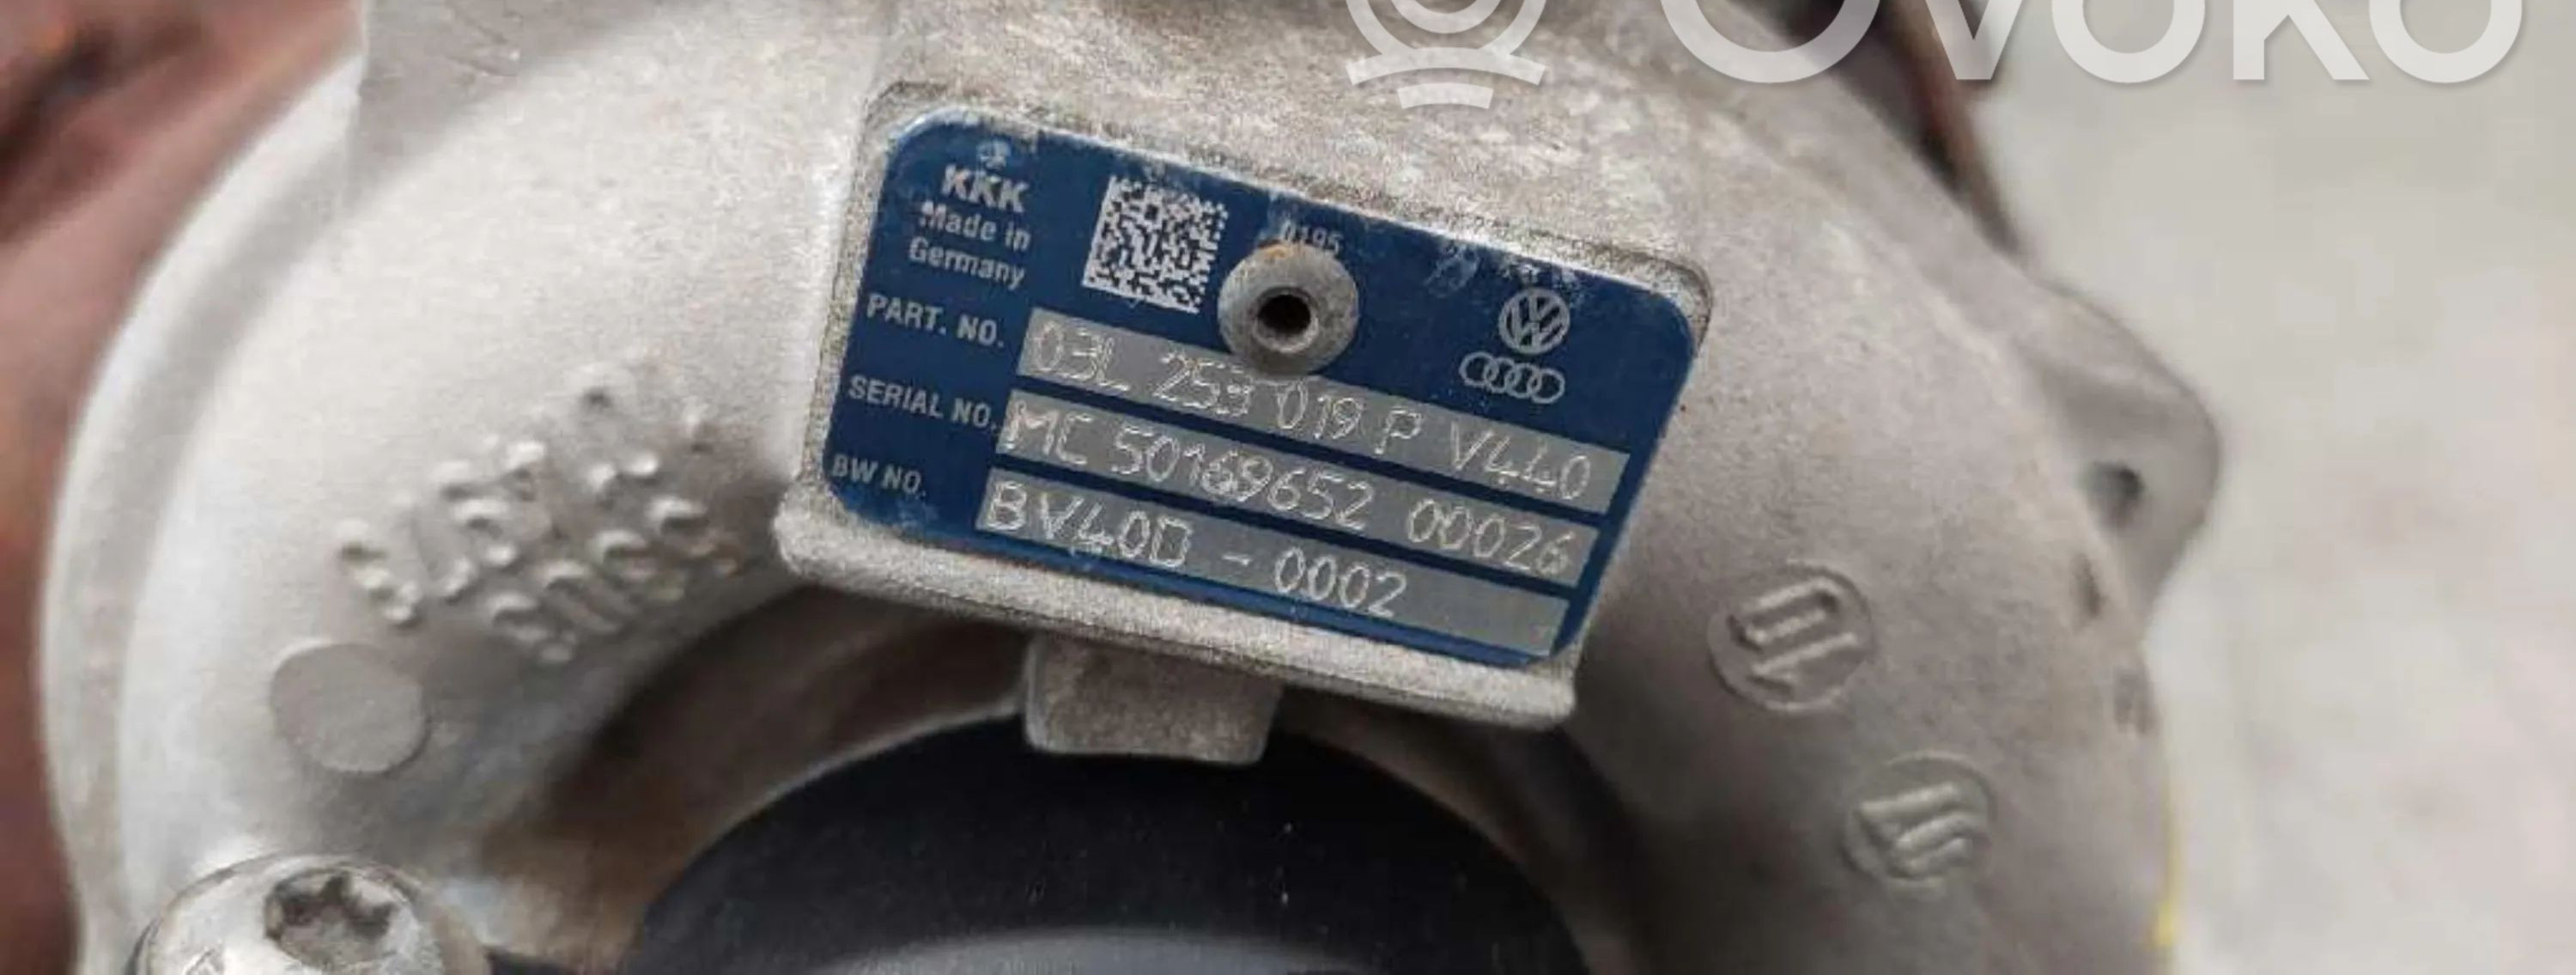 OVOKO
KKK
Made in
Germany
0195
PART. NO. 03L 253 019 P V440
SERIAL NO. MC 50169652 00026
BW NO. BV40D - 0002